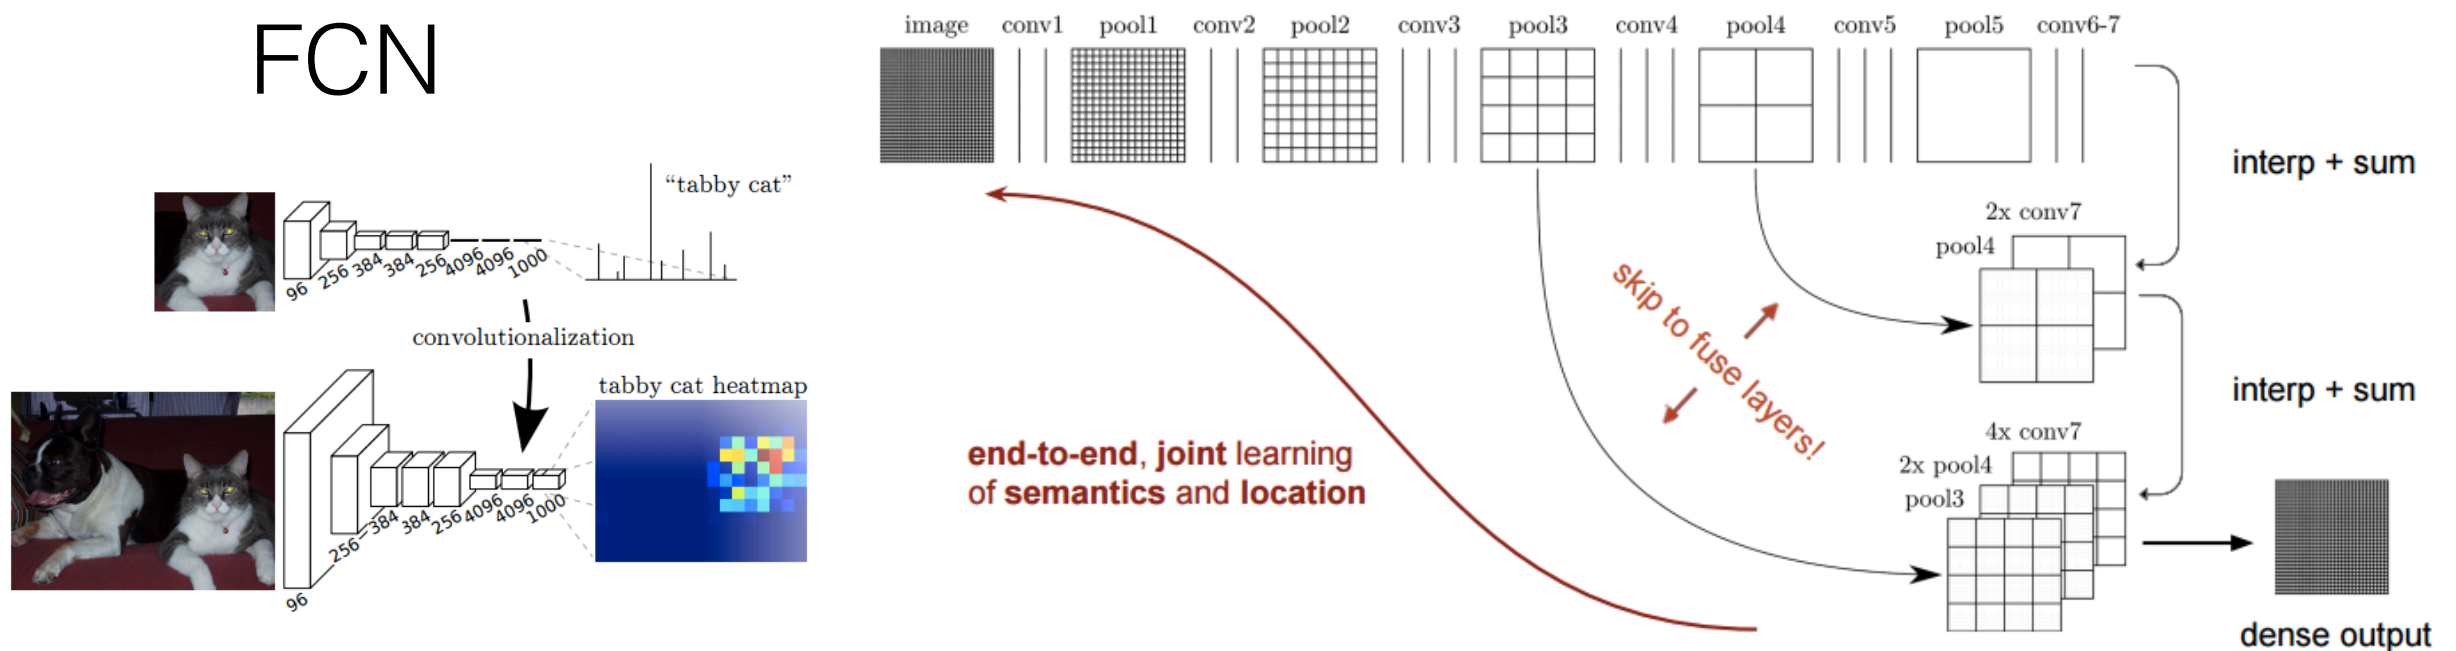 FCN
“tabby cat”
96 256 384 384 256 4096 4096 1000
convolutionalization
tabby cat heatmap
96 256 384 384 256 4096 4096 1000
image conv1 pool1 conv2 pool2 conv3 pool3 conv4 pool4 conv5 pool5 conv6-7
interp + sum
2x conv7
pool4
skip to fuse layers!
interp + sum
4x conv7
2x pool4
pool3
end-to-end, joint learning
of semantics and location
dense output